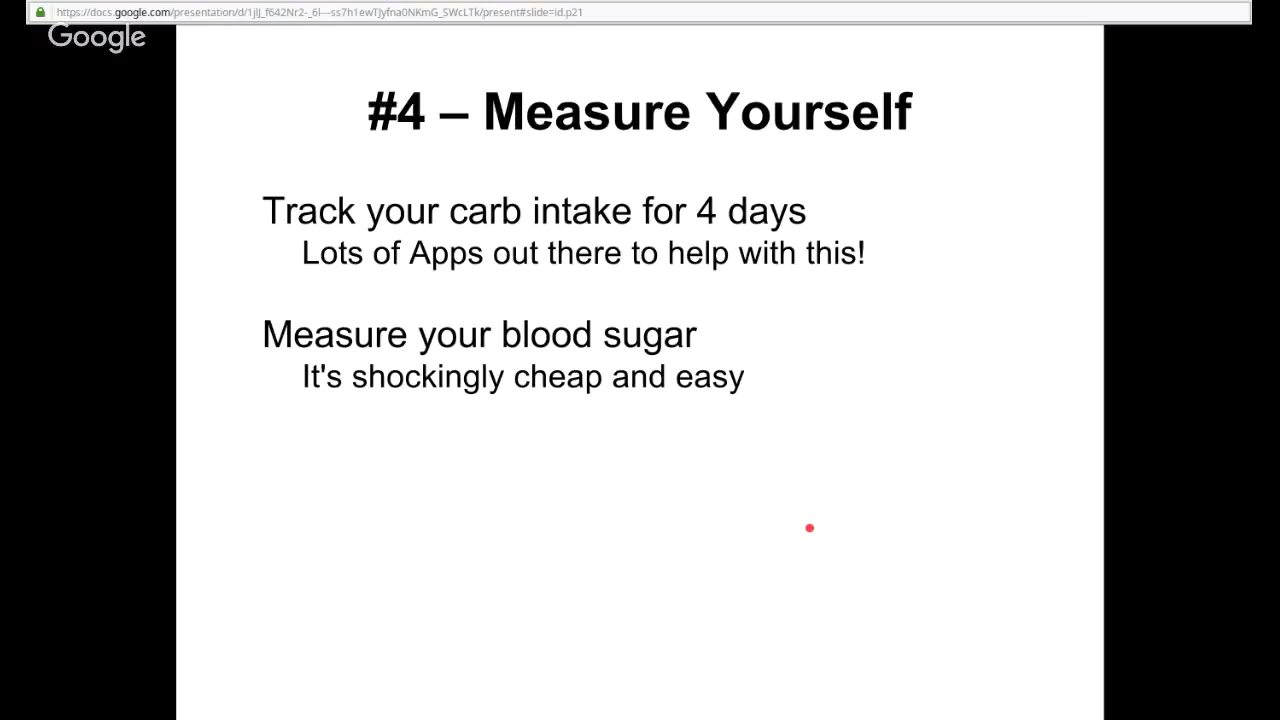 https://docs.google.com/presentation/d/1jlJ_f642Nr2-_6l---ss7h1ewTJyfna0NKmG_SWcLTk/present#slide=id.p21
Google
#4 – Measure Yourself
Track your carb intake for 4 days
Lots of Apps out there to help with this!
Measure your blood sugar
It's shockingly cheap and easy